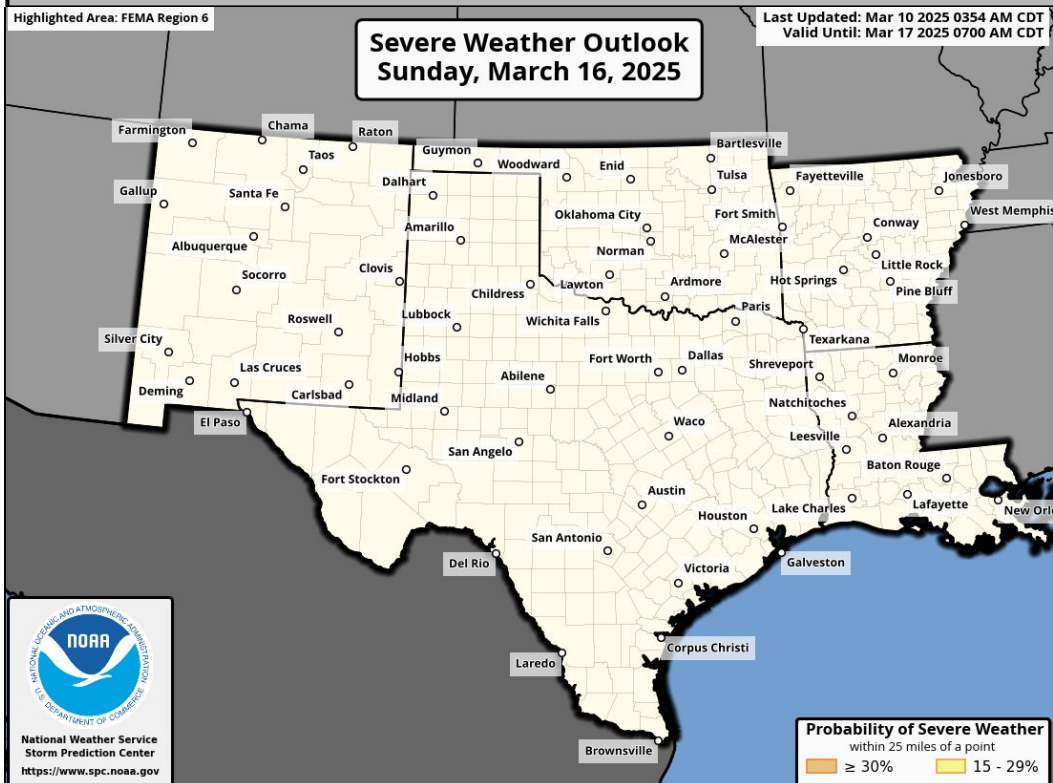 Highlighted Area: FEMA Region 6
Last Updated: Mar 10 2025 0354 AM CDT
Valid Until: Mar 17 2025 0700 AM CDT
Severe Weather Outlook
Sunday, March 16, 2025
Farmington
Chama
Raton
Taos
Guymon
Woodward
Enid
Bartlesville
Tulsa
Fayetteville
Jonesboro
Gallup
Santa Fe
Dalhart
Oklahoma City
Fort Smith
West Memphis
Albuquerque
Amarillo
Norman
McAlester
Conway
Socorro
Clovis
Childress
Lawton
Ardmore
Hot Springs
Little Rock
Pine Bluff
Roswell
Lubbock
Wichita Falls
Paris
Texarkana
Silver City
Hobbs
Fort Worth
Dallas
Shreveport
Monroe
Las Cruces
Deming
Carlsbad
Midland
Abilene
Natchitoches
El Paso
Waco
Leesville
Alexandria
San Angelo
Baton Rouge
Fort Stockton
Austin
Houston
Lake Charles
Lafayette
New Orl
San Antonio
Del Rio
Galveston
Victoria
Corpus Christi
Laredo
Brownsville
NATIONAL OCEANIC AND ATMOSPHERIC ADMINISTRATION
NOAA
U.S. DEPARTMENT OF COMMERCE
National Weather Service
Storm Prediction Center
https://www.spc.noaa.gov
Probability of Severe Weather
within 25 miles of a point
≥ 30%
15 - 29%